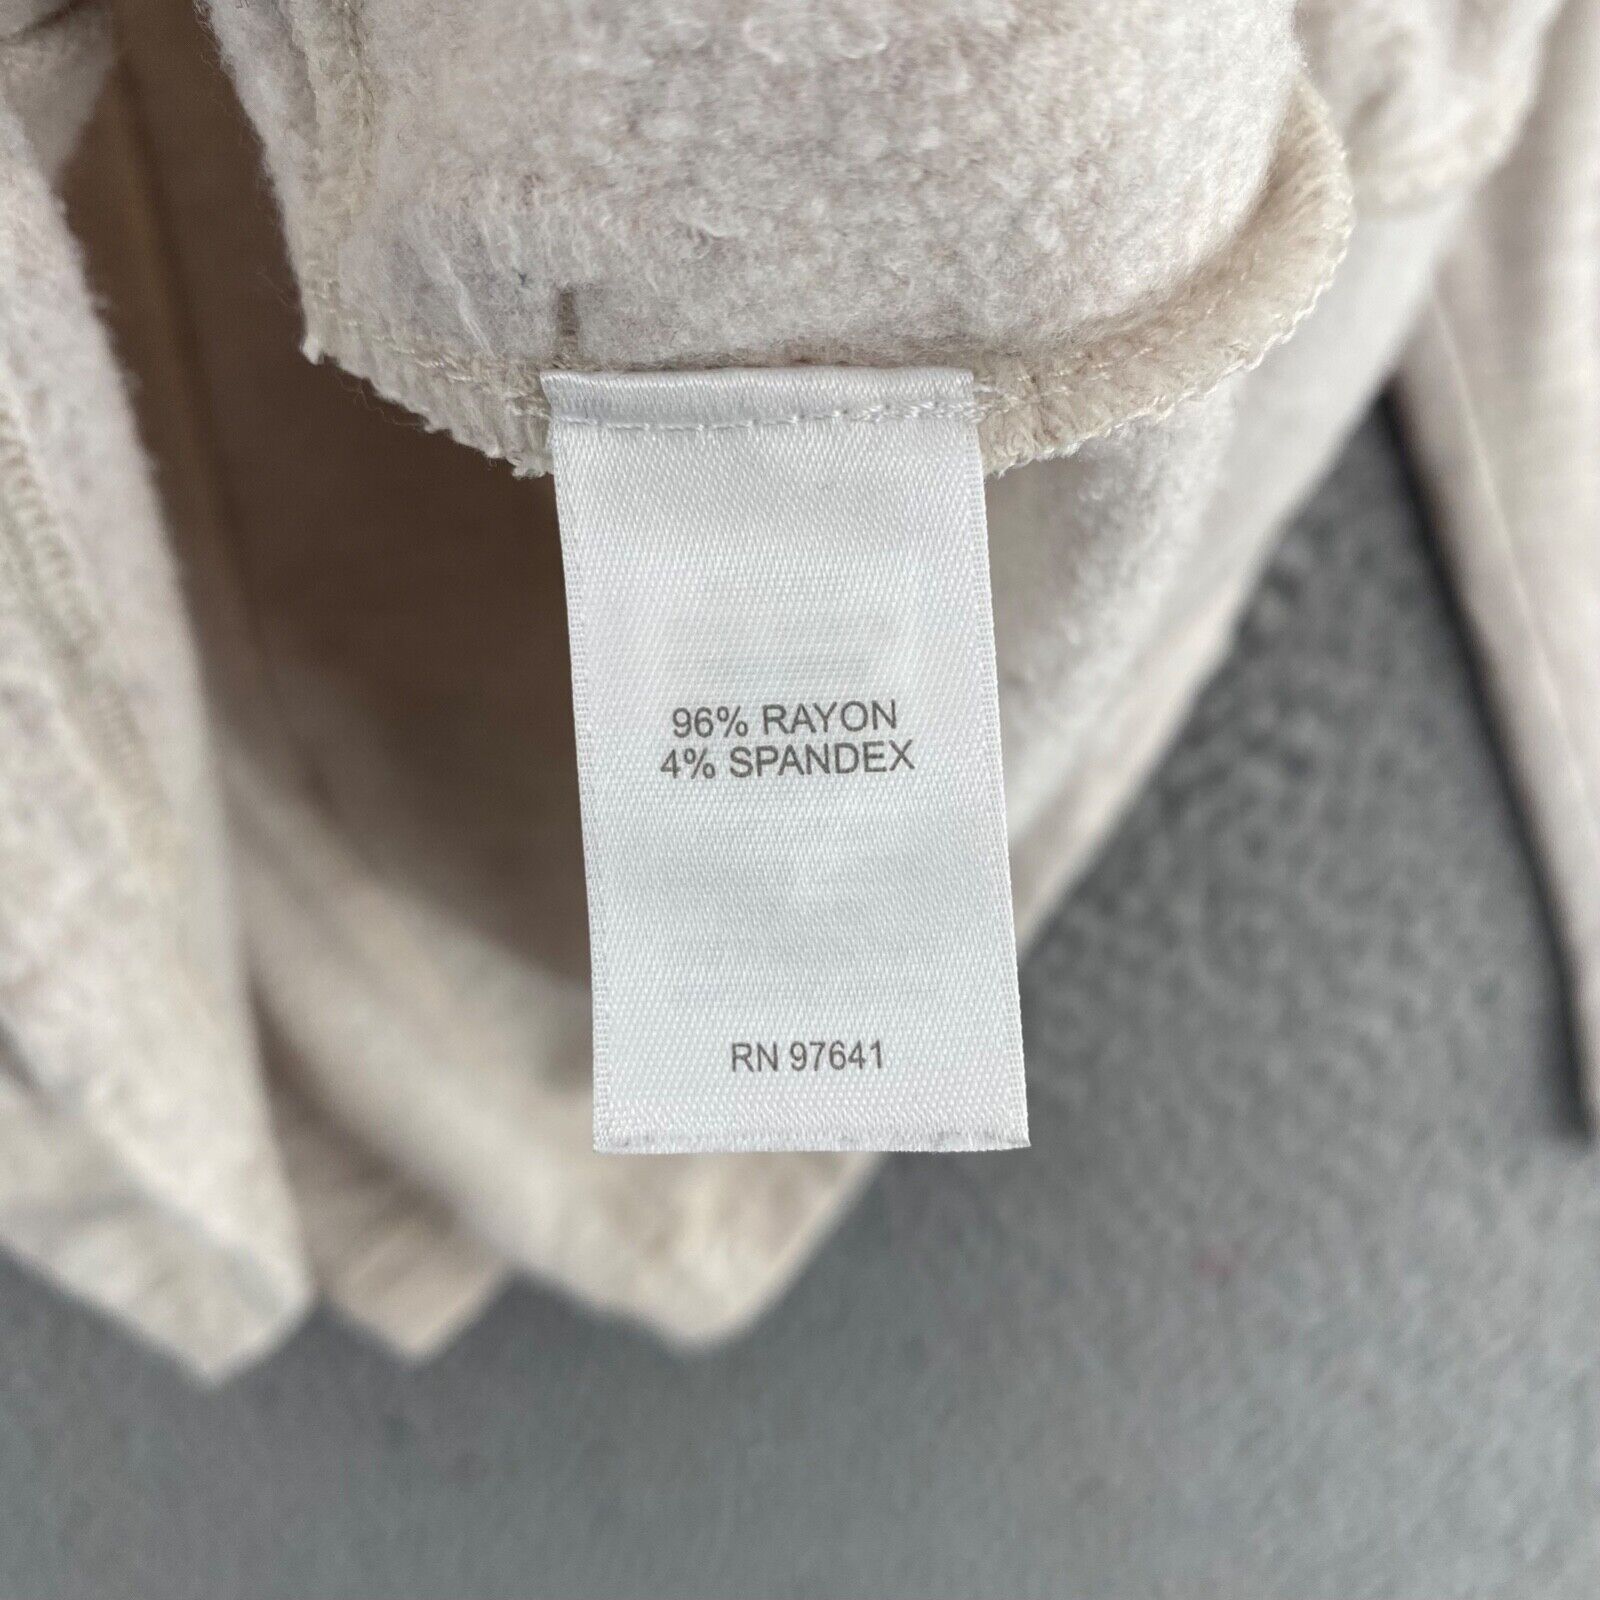 96% RAYON
4% SPANDEX
RN 97641